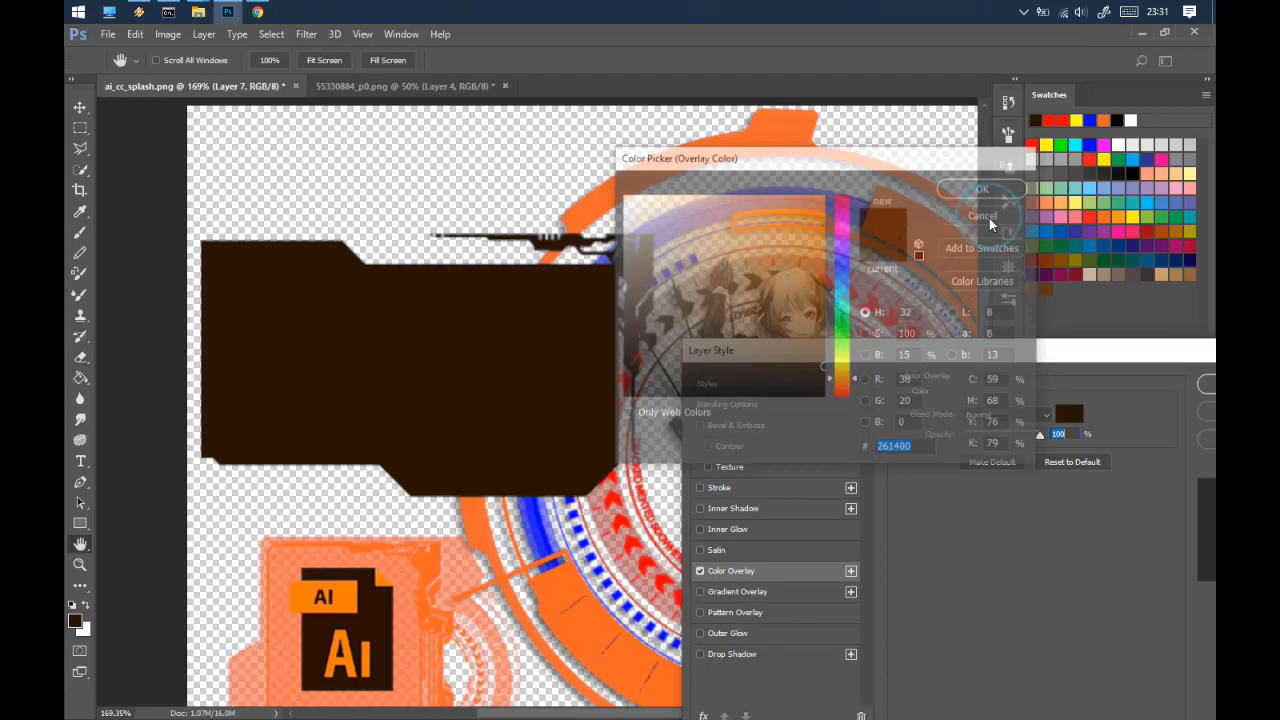 23:31
Ps File Edit Image Layer Type Select Filter 3D View Window Help
Scroll All Windows 100% Fit Screen Fill Screen
ai_cc_splash.png @ 169% (Layer 7, RGB/8) * × 55330884_p0.png @ 50% (Layer 4, RGB/8) * ×
Swatches
Color Picker (Overlay Color)
new
OK
Cancel
Add to Swatches
current
Color Libraries
H: 32 ° L: 8
S: 100 % a: 8
Layer Style
B: 15 % b: 13
Color Overlay
R: 38 C: 59 %
Styles
Color
G: 20 M: 68 %
Blending Options
Only Web Colors
Blend Mode: Normal
B: 0 Y: 76 %
Bevel & Emboss
Opacity: 100 %
# 261400 K: 79 %
Contour
Make Default Reset to Default
Texture
Stroke
Inner Shadow
Inner Glow
Satin
Color Overlay
Gradient Overlay
Pattern Overlay
Outer Glow
Drop Shadow
fx
AI
Ai
169.35% Doc: 1.07M/16.0M